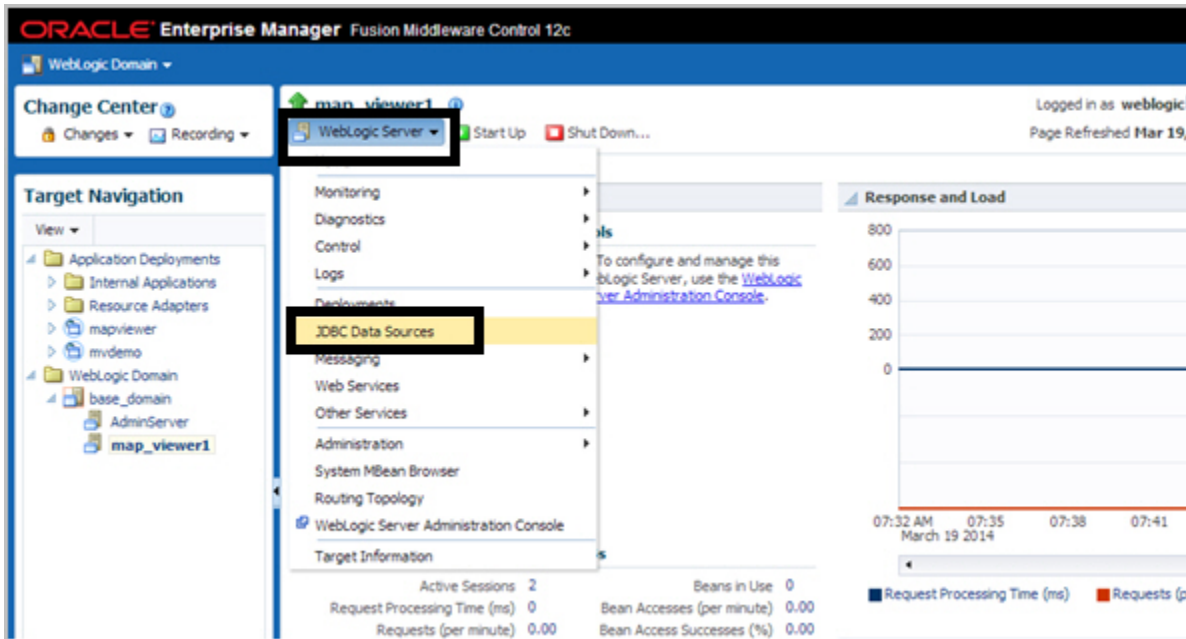 ORACLE Enterprise Manager Fusion Middleware Control 12c
WebLogic Domain
Change Center
Changes Recording
map_viewer1
WebLogic Server Start Up Shut Down...
Logged in as weblogic
Page Refreshed Mar 19,
Target Navigation
View
Application Deployments
Internal Applications
Resource Adapters
mapviewer
mvdemo
WebLogic Domain
base_domain
AdminServer
map_viewer1
Monitoring
Diagnostics
Control
Logs
Deployments
JDBC Data Sources
Messaging
Web Services
Other Services
Administration
System MBean Browser
Routing Topology
WebLogic Server Administration Console
Target Information
To configure and manage this
WebLogic
Administration Console.
Active Sessions 2
Request Processing Time (ms) 0
Requests (per minute) 0.00
Beans in Use 0
Bean Accesses (per minute) 0.00
Bean Access Successes (%) 0.00
Response and Load
800
600
400
200
0
07:32 AM 07:35 07:38 07:41
March 19 2014
Request Processing Time (ms) Requests (p